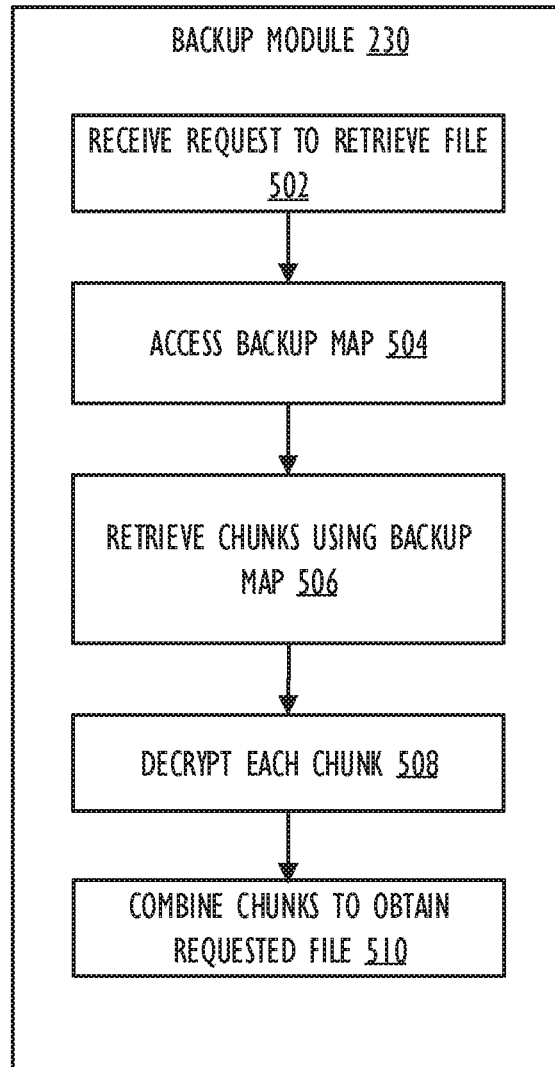 BACKUP MODULE 230
RECEIVE REQUEST TO RETRIEVE FILE
502
ACCESS BACKUP MAP 504
RETRIEVE CHUNKS USING BACKUP
MAP 506
DECRYPT EACH CHUNK 508
COMBINE CHUNKS TO OBTAIN
REQUESTED FILE 510